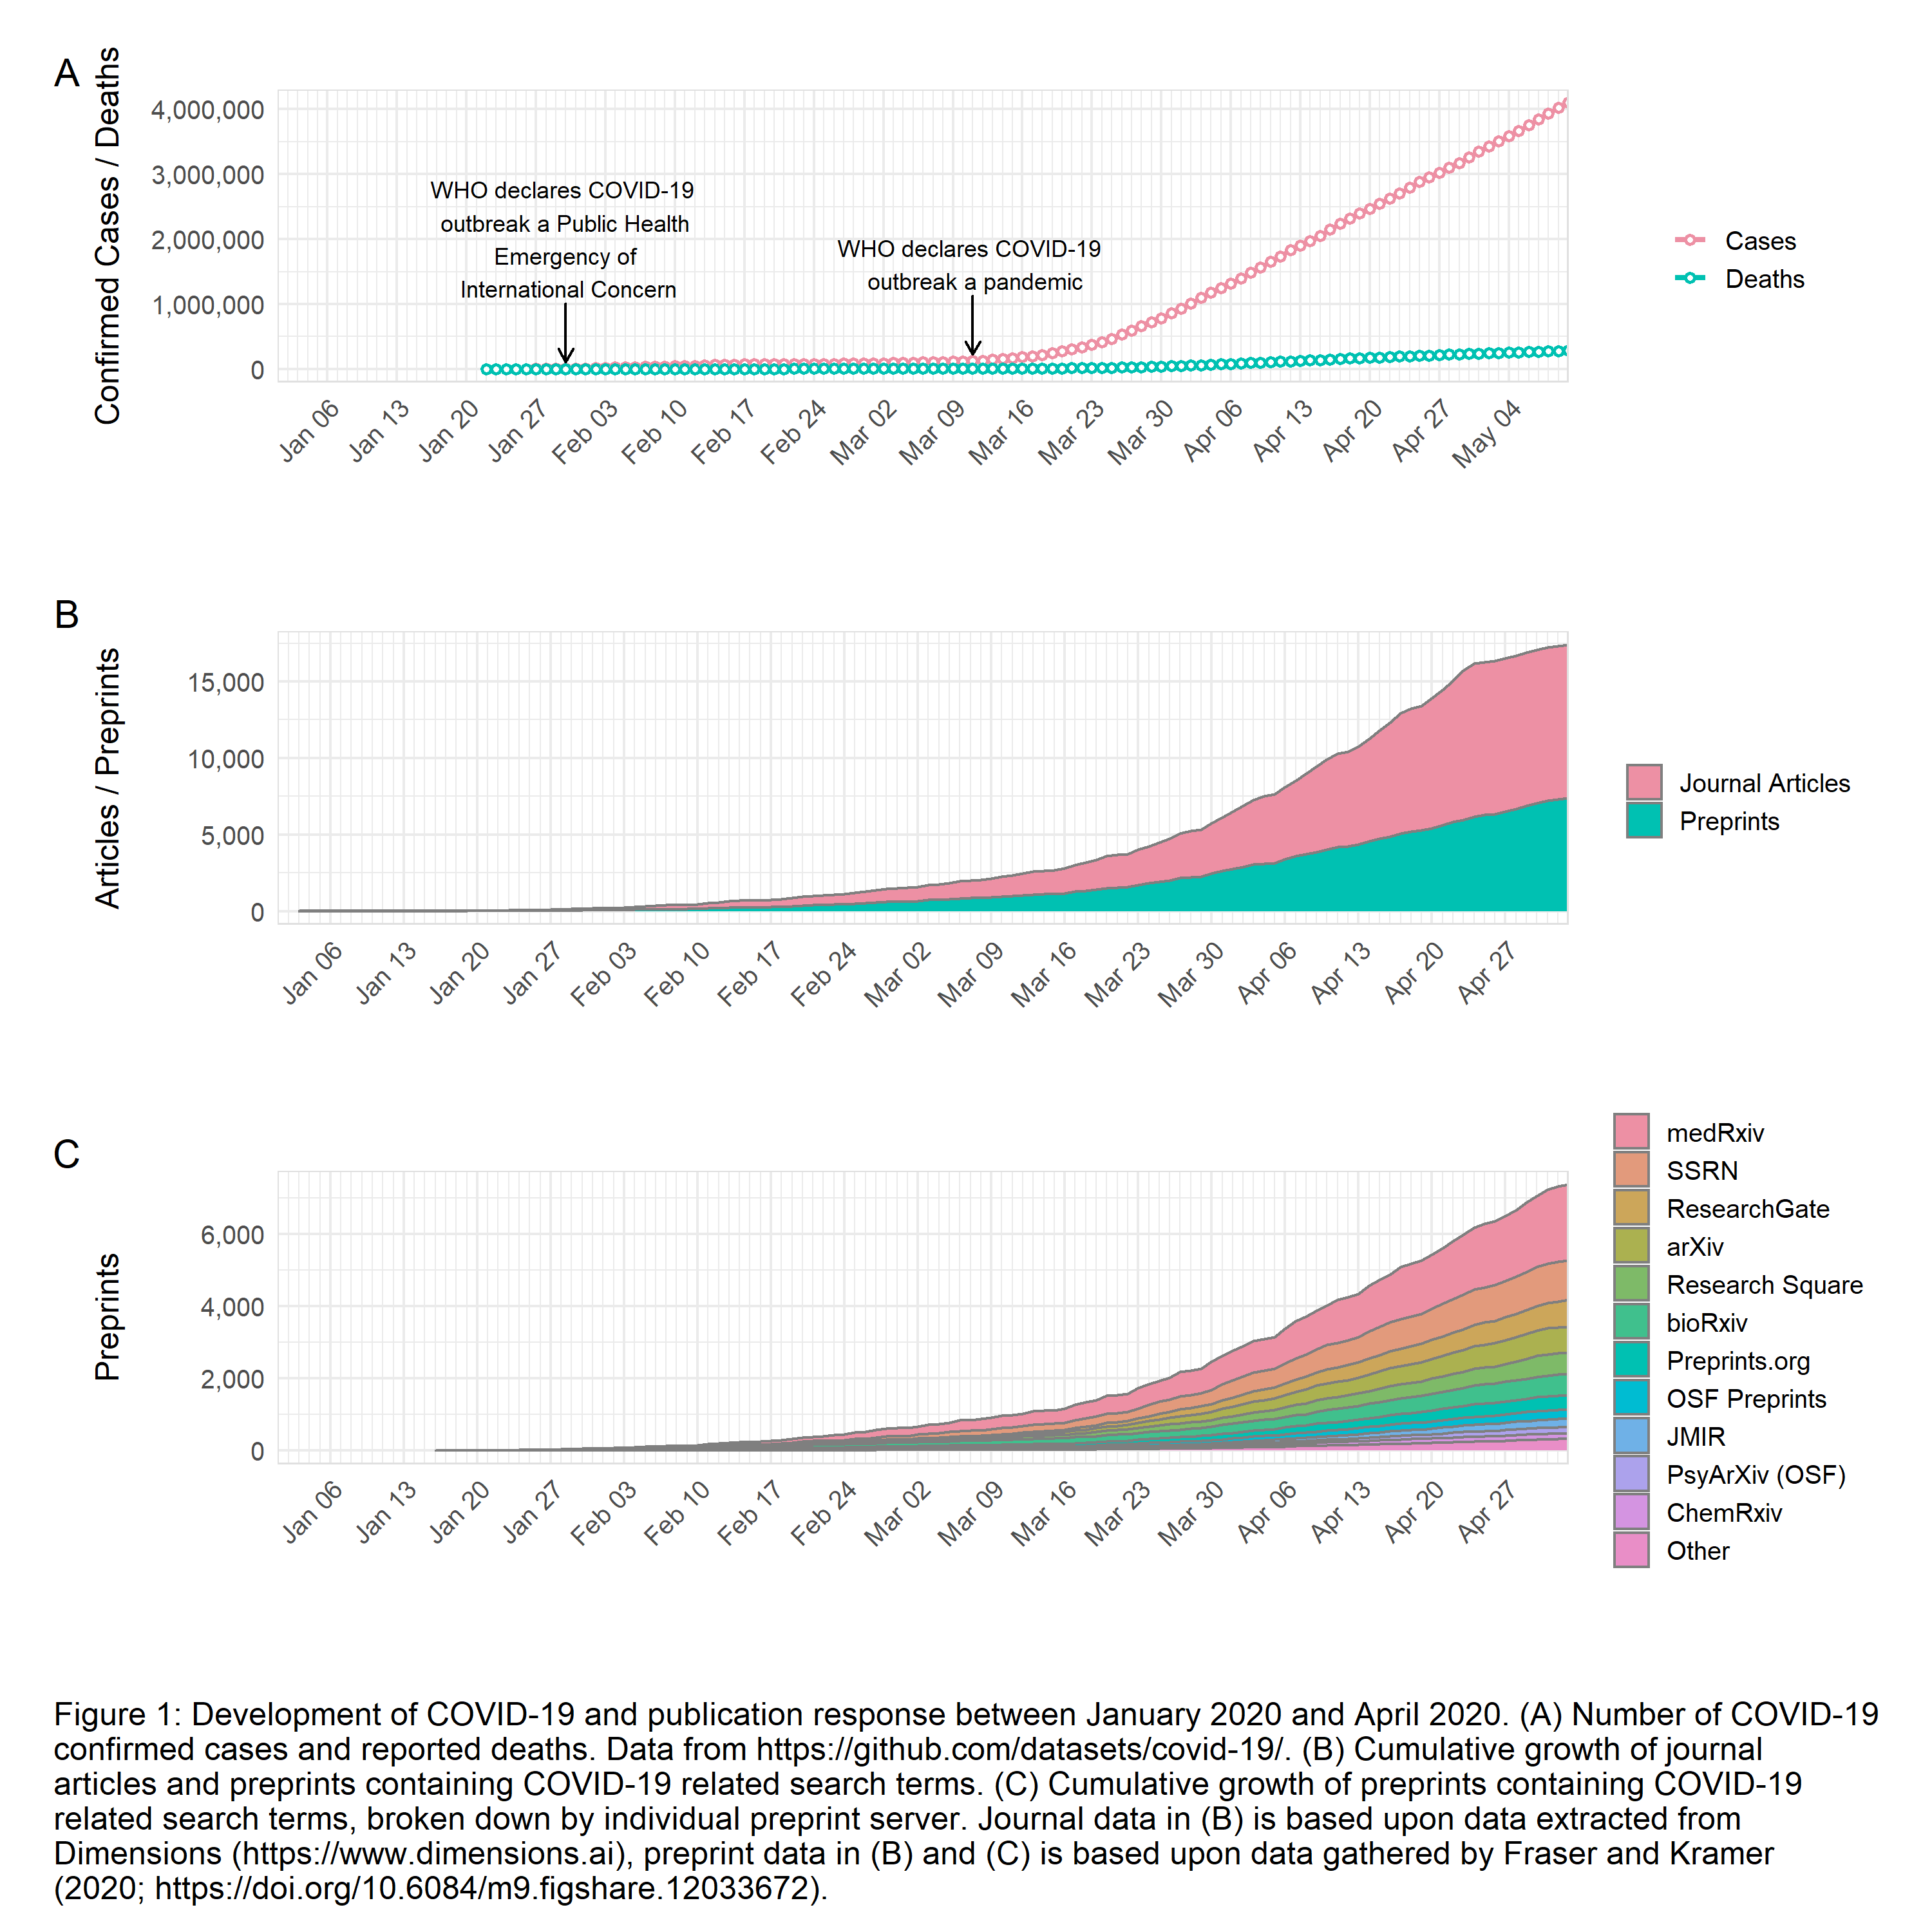 A
Confirmed Cases / Deaths
4,000,000
3,000,000
2,000,000
1,000,000
0
WHO declares COVID-19
outbreak a Public Health
Emergency of
International Concern
WHO declares COVID-19
outbreak a pandemic
Jan 06
Jan 13
Jan 20
Jan 27
Feb 03
Feb 10
Feb 17
Feb 24
Mar 02
Mar 09
Mar 16
Mar 23
Mar 30
Apr 06
Apr 13
Apr 20
Apr 27
May 04
Cases
Deaths
B
Articles / Preprints
15,000
10,000
5,000
0
Jan 06
Jan 13
Jan 20
Jan 27
Feb 03
Feb 10
Feb 17
Feb 24
Mar 02
Mar 09
Mar 16
Mar 23
Mar 30
Apr 06
Apr 13
Apr 20
Apr 27
Journal Articles
Preprints
C
Preprints
6,000
4,000
2,000
0
Jan 06
Jan 13
Jan 20
Jan 27
Feb 03
Feb 10
Feb 17
Feb 24
Mar 02
Mar 09
Mar 16
Mar 23
Mar 30
Apr 06
Apr 13
Apr 20
Apr 27
medRxiv
SSRN
ResearchGate
arXiv
Research Square
bioRxiv
Preprints.org
OSF Preprints
JMIR
PsyArXiv (OSF)
ChemRxiv
Other
Figure 1: Development of COVID-19 and publication response between January 2020 and April 2020. (A) Number of COVID-19
confirmed cases and reported deaths. Data from https://github.com/datasets/covid-19/. (B) Cumulative growth of journal
articles and preprints containing COVID-19 related search terms. (C) Cumulative growth of preprints containing COVID-19
related search terms, broken down by individual preprint server. Journal data in (B) is based upon data extracted from
Dimensions (https://www.dimensions.ai), preprint data in (B) and (C) is based upon data gathered by Fraser and Kramer
(2020; https://doi.org/10.6084/m9.figshare.12033672).